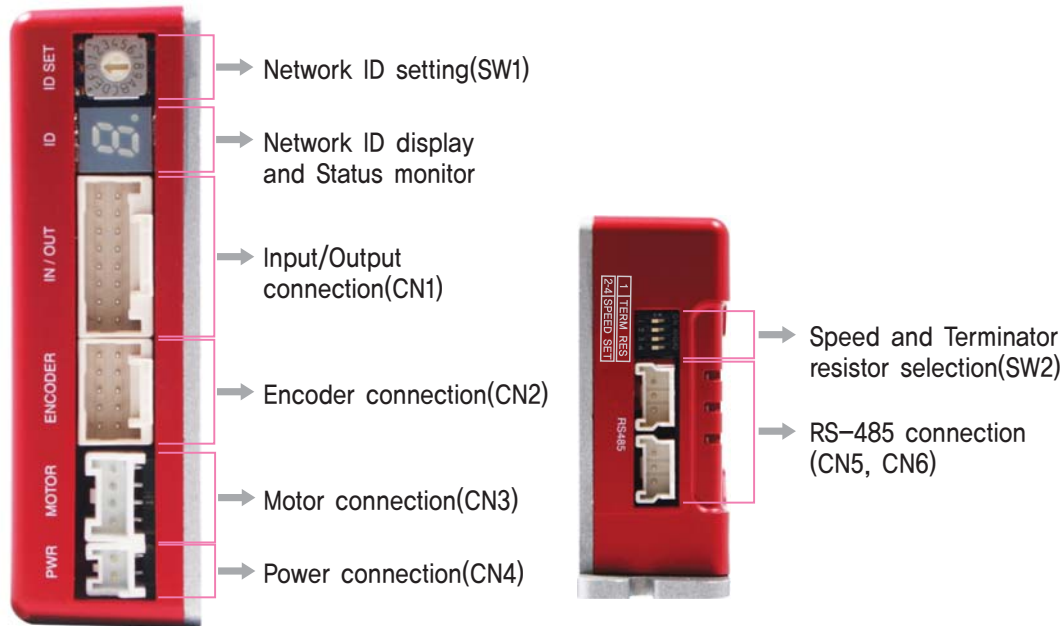 ID SET
Network ID setting(SW1)
ID
Network ID display
and Status monitor
IN / OUT
Input/Output
connection(CN1)
ENCODER
Encoder connection(CN2)
MOTOR
Motor connection(CN3)
PWR
Power connection(CN4)
1 TERM RES
2-4 SPEED SET
Speed and Terminator
resistor selection(SW2)
RS485
RS-485 connection
(CN5, CN6)